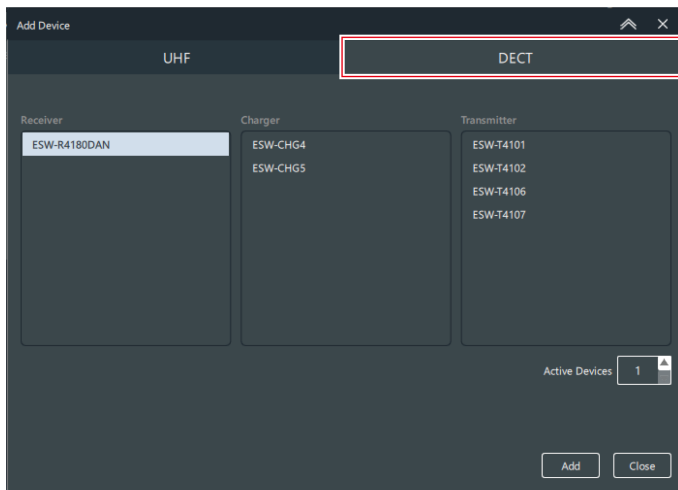 Add Device
UHF
DECT
Receiver
ESW-R4180DAN
Charger
ESW-CHG4
ESW-CHG5
Transmitter
ESW-T4101
ESW-T4102
ESW-T4106
ESW-T4107
Active Devices 1
Add
Close